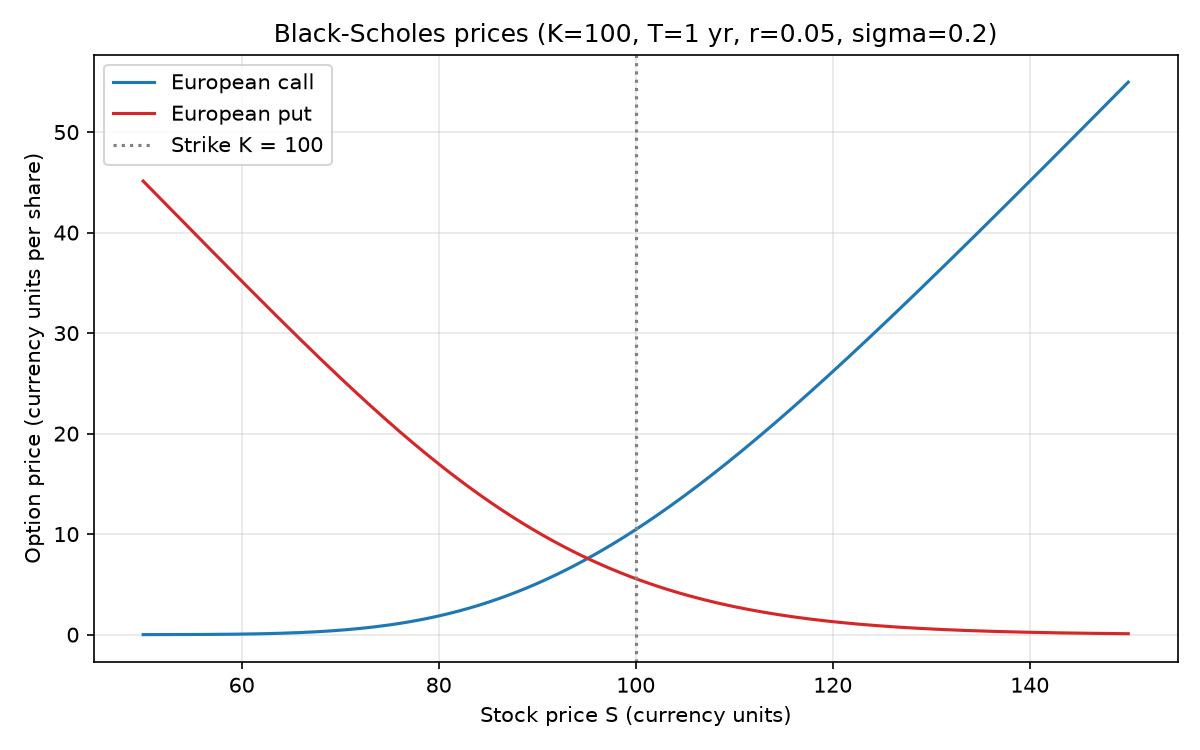 Black-Scholes prices (K=100, T=1 yr, r=0.05, sigma=0.2)
European call
European put
Strike K = 100
Option price (currency units per share)
50
40
30
20
10
0
60 80 100 120 140
Stock price S (currency units)